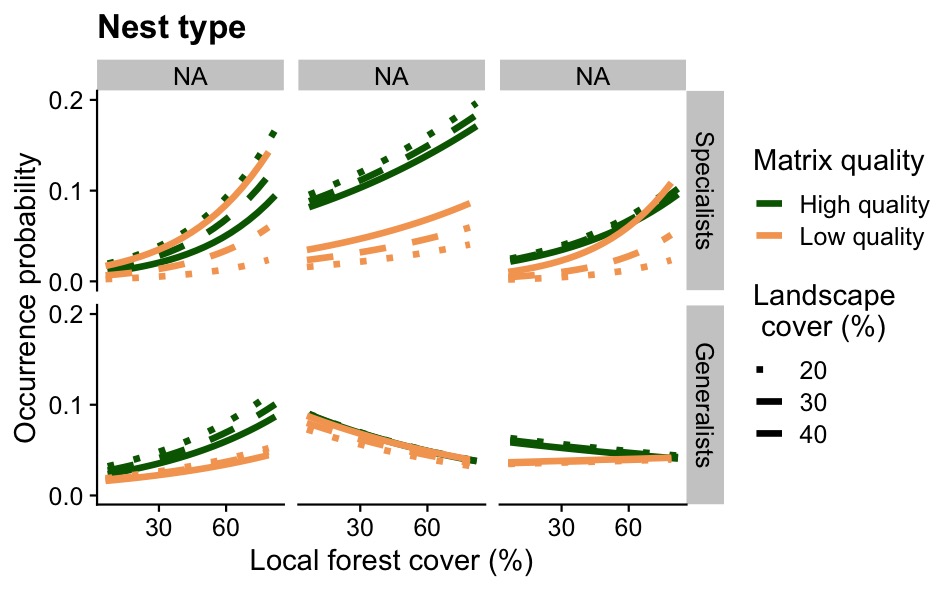 Nest type
NA NA NA
0.2
0.1
0.0
Specialists
0.2
0.1
0.0
Generalists
Occurrence probability
30 60 30 60 30 60
Local forest cover (%)
Matrix quality
High quality
Low quality
Landscape
cover (%)
20
30
40